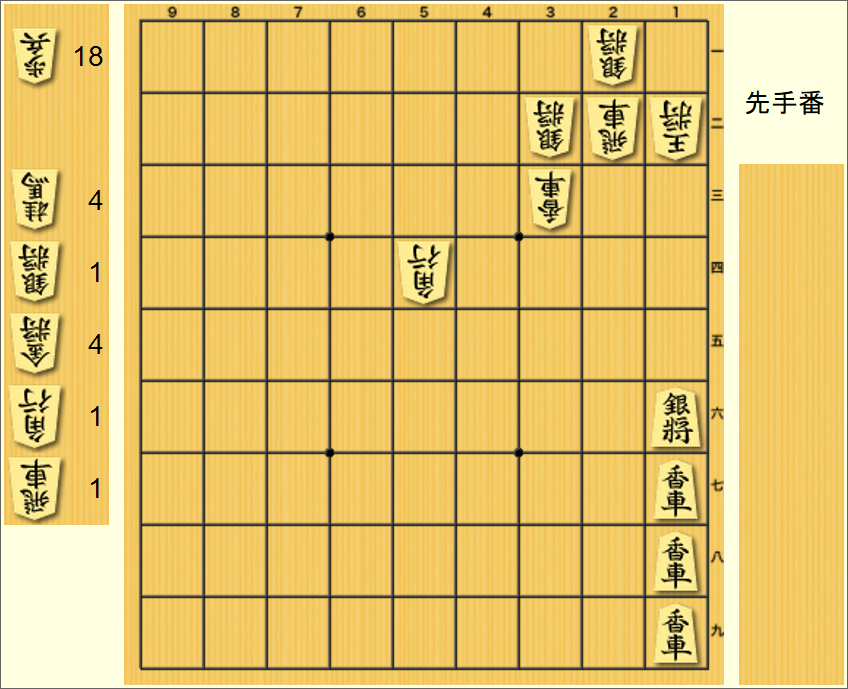 9 8 7 6 5 4 3 2 1
歩兵 18
桂馬 4
銀将 1
金将 4
角行 1
飛車 1
銀将 一
銀将 飛車 王将 二
香車 三
角行 四
五
銀将 六
香車 七
香車 八
香車 九
先手番